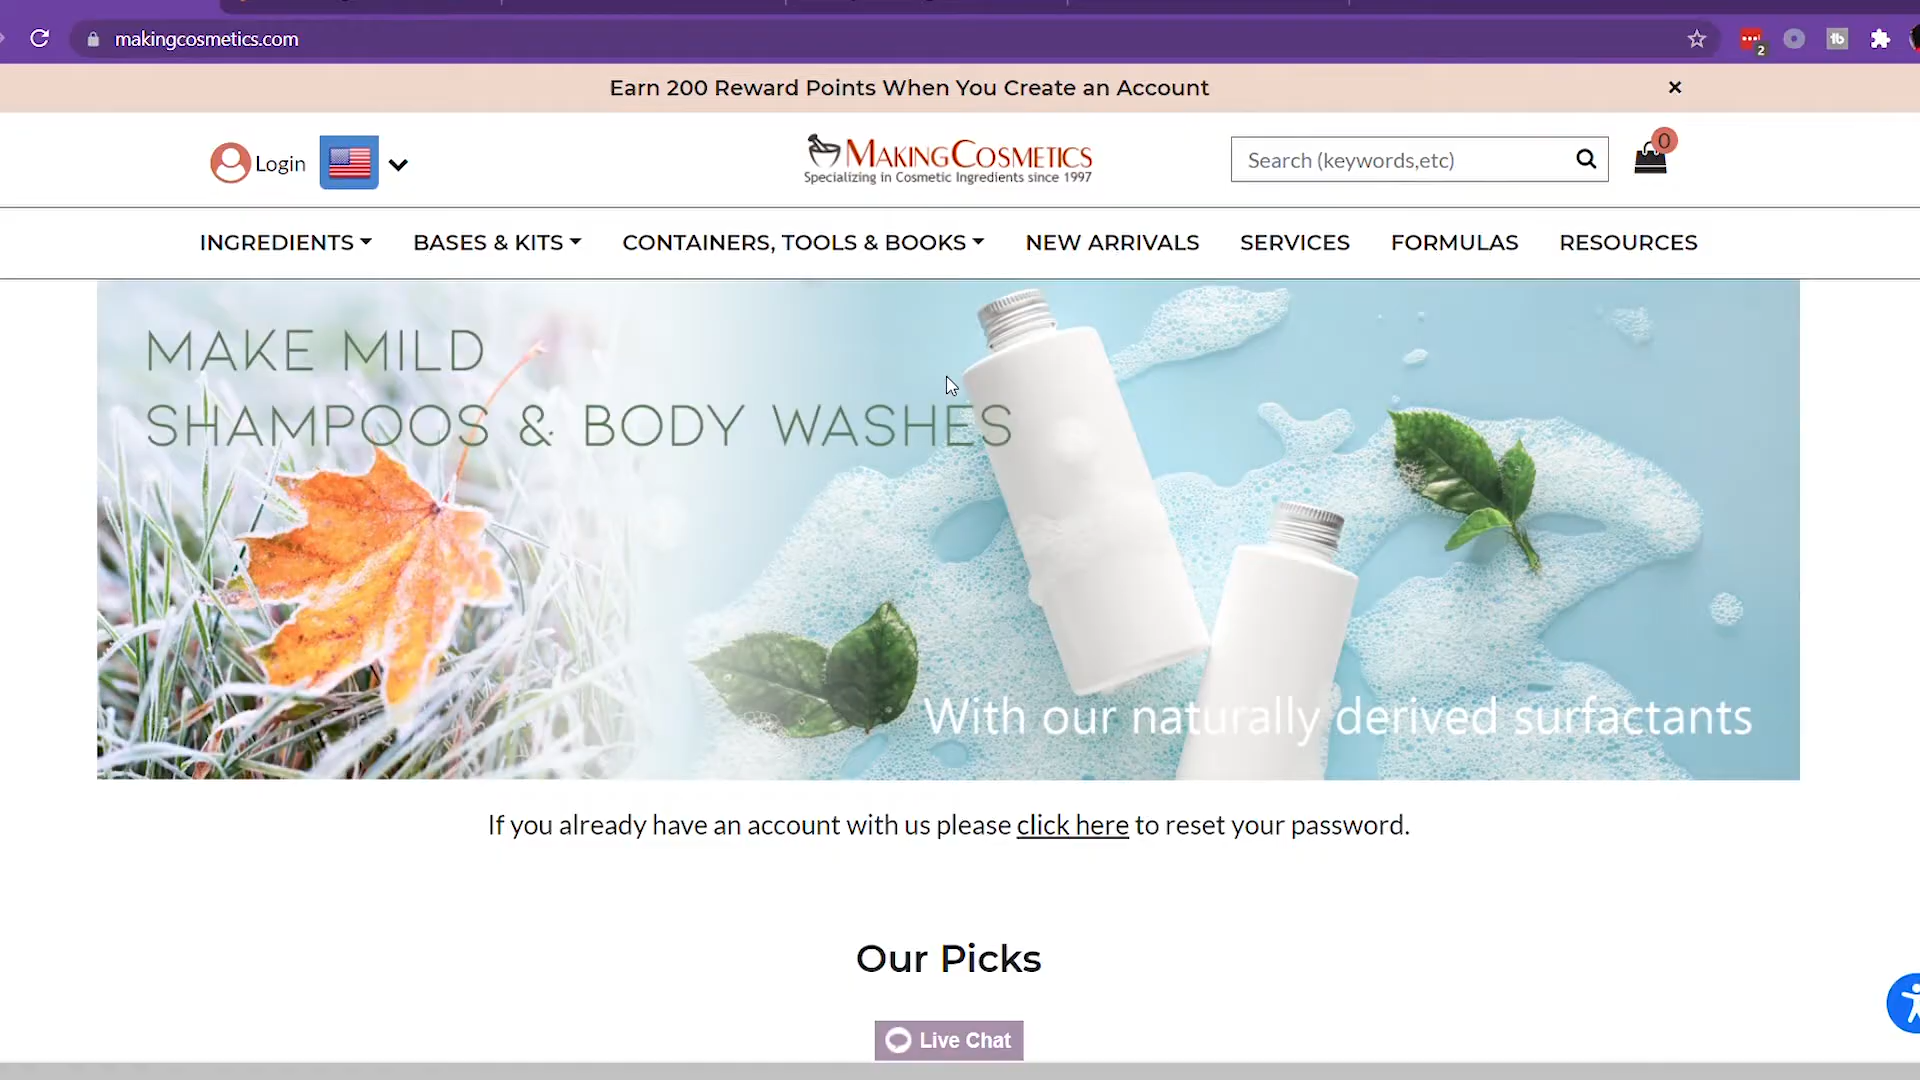 makingcosmetics.com
2
tb
Earn 200 Reward Points When You Create an Account
Login
MAKINGCOSMETICS
Specializing in Cosmetic Ingredients since 1997
Search (keywords,etc)
0
INGREDIENTS BASES & KITS CONTAINERS, TOOLS & BOOKS NEW ARRIVALS SERVICES FORMULAS RESOURCES
MAKE MILD
SHAMPOOS & BODY WASHES
With our naturally derived surfactants
If you already have an account with us please click here to reset your password.
Our Picks
Live Chat